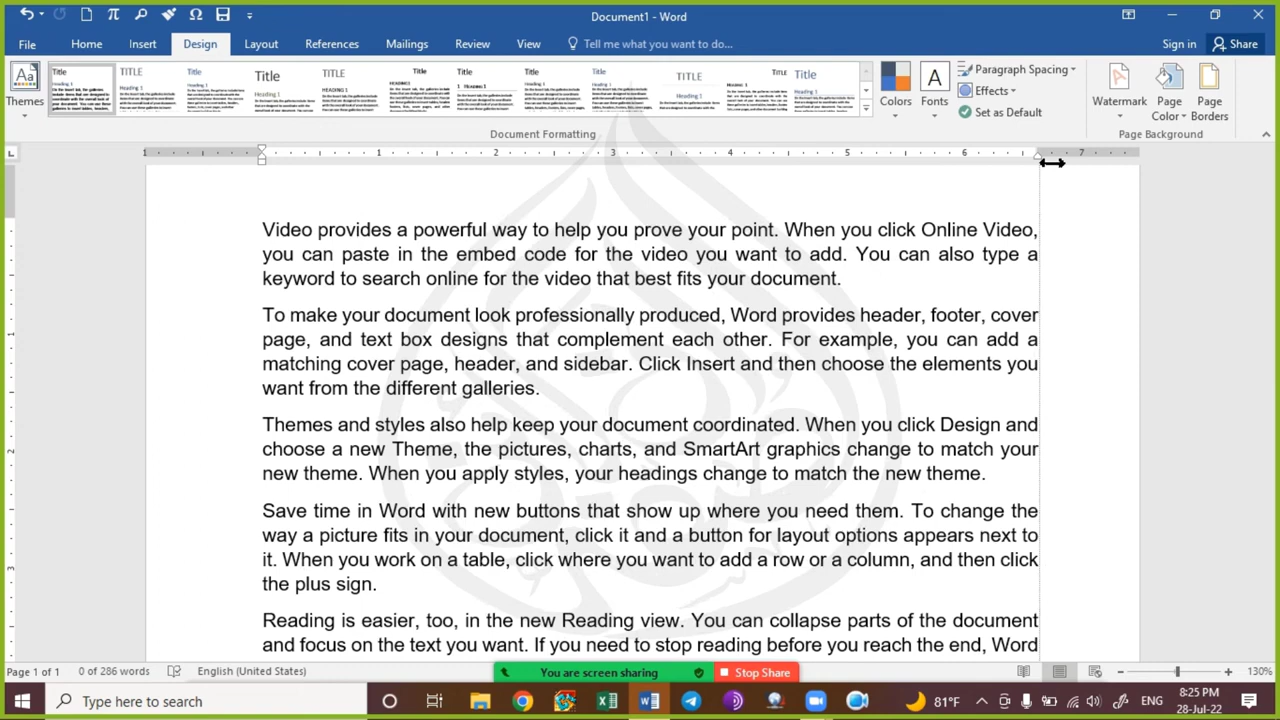 Document1 - Word
File Home Insert Design Layout References Mailings Review View Tell me what you want to do... Sign in Share
Themes
Colors Fonts Paragraph Spacing
Effects
Set as Default
Watermark Page Color Page Borders
Document Formatting Page Background
1 1 2 3 4 5 6 7
Video provides a powerful way to help you prove your point. When you click Online Video,
you can paste in the embed code for the video you want to add. You can also type a
keyword to search online for the video that best fits your document.
To make your document look professionally produced, Word provides header, footer, cover
page, and text box designs that complement each other. For example, you can add a
matching cover page, header, and sidebar. Click Insert and then choose the elements you
want from the different galleries.
Themes and styles also help keep your document coordinated. When you click Design and
choose a new Theme, the pictures, charts, and SmartArt graphics change to match your
new theme. When you apply styles, your headings change to match the new theme.
Save time in Word with new buttons that show up where you need them. To change the
way a picture fits in your document, click it and a button for layout options appears next to
it. When you work on a table, click where you want to add a row or a column, and then click
the plus sign.
Reading is easier, too, in the new Reading view. You can collapse parts of the document
and focus on the text you want. If you need to stop reading before you reach the end, Word
Page 1 of 1 0 of 286 words English (United States) You are screen sharing Stop Share 130%
Type here to search 81°F ENG 8:25 PM
28-Jul-22